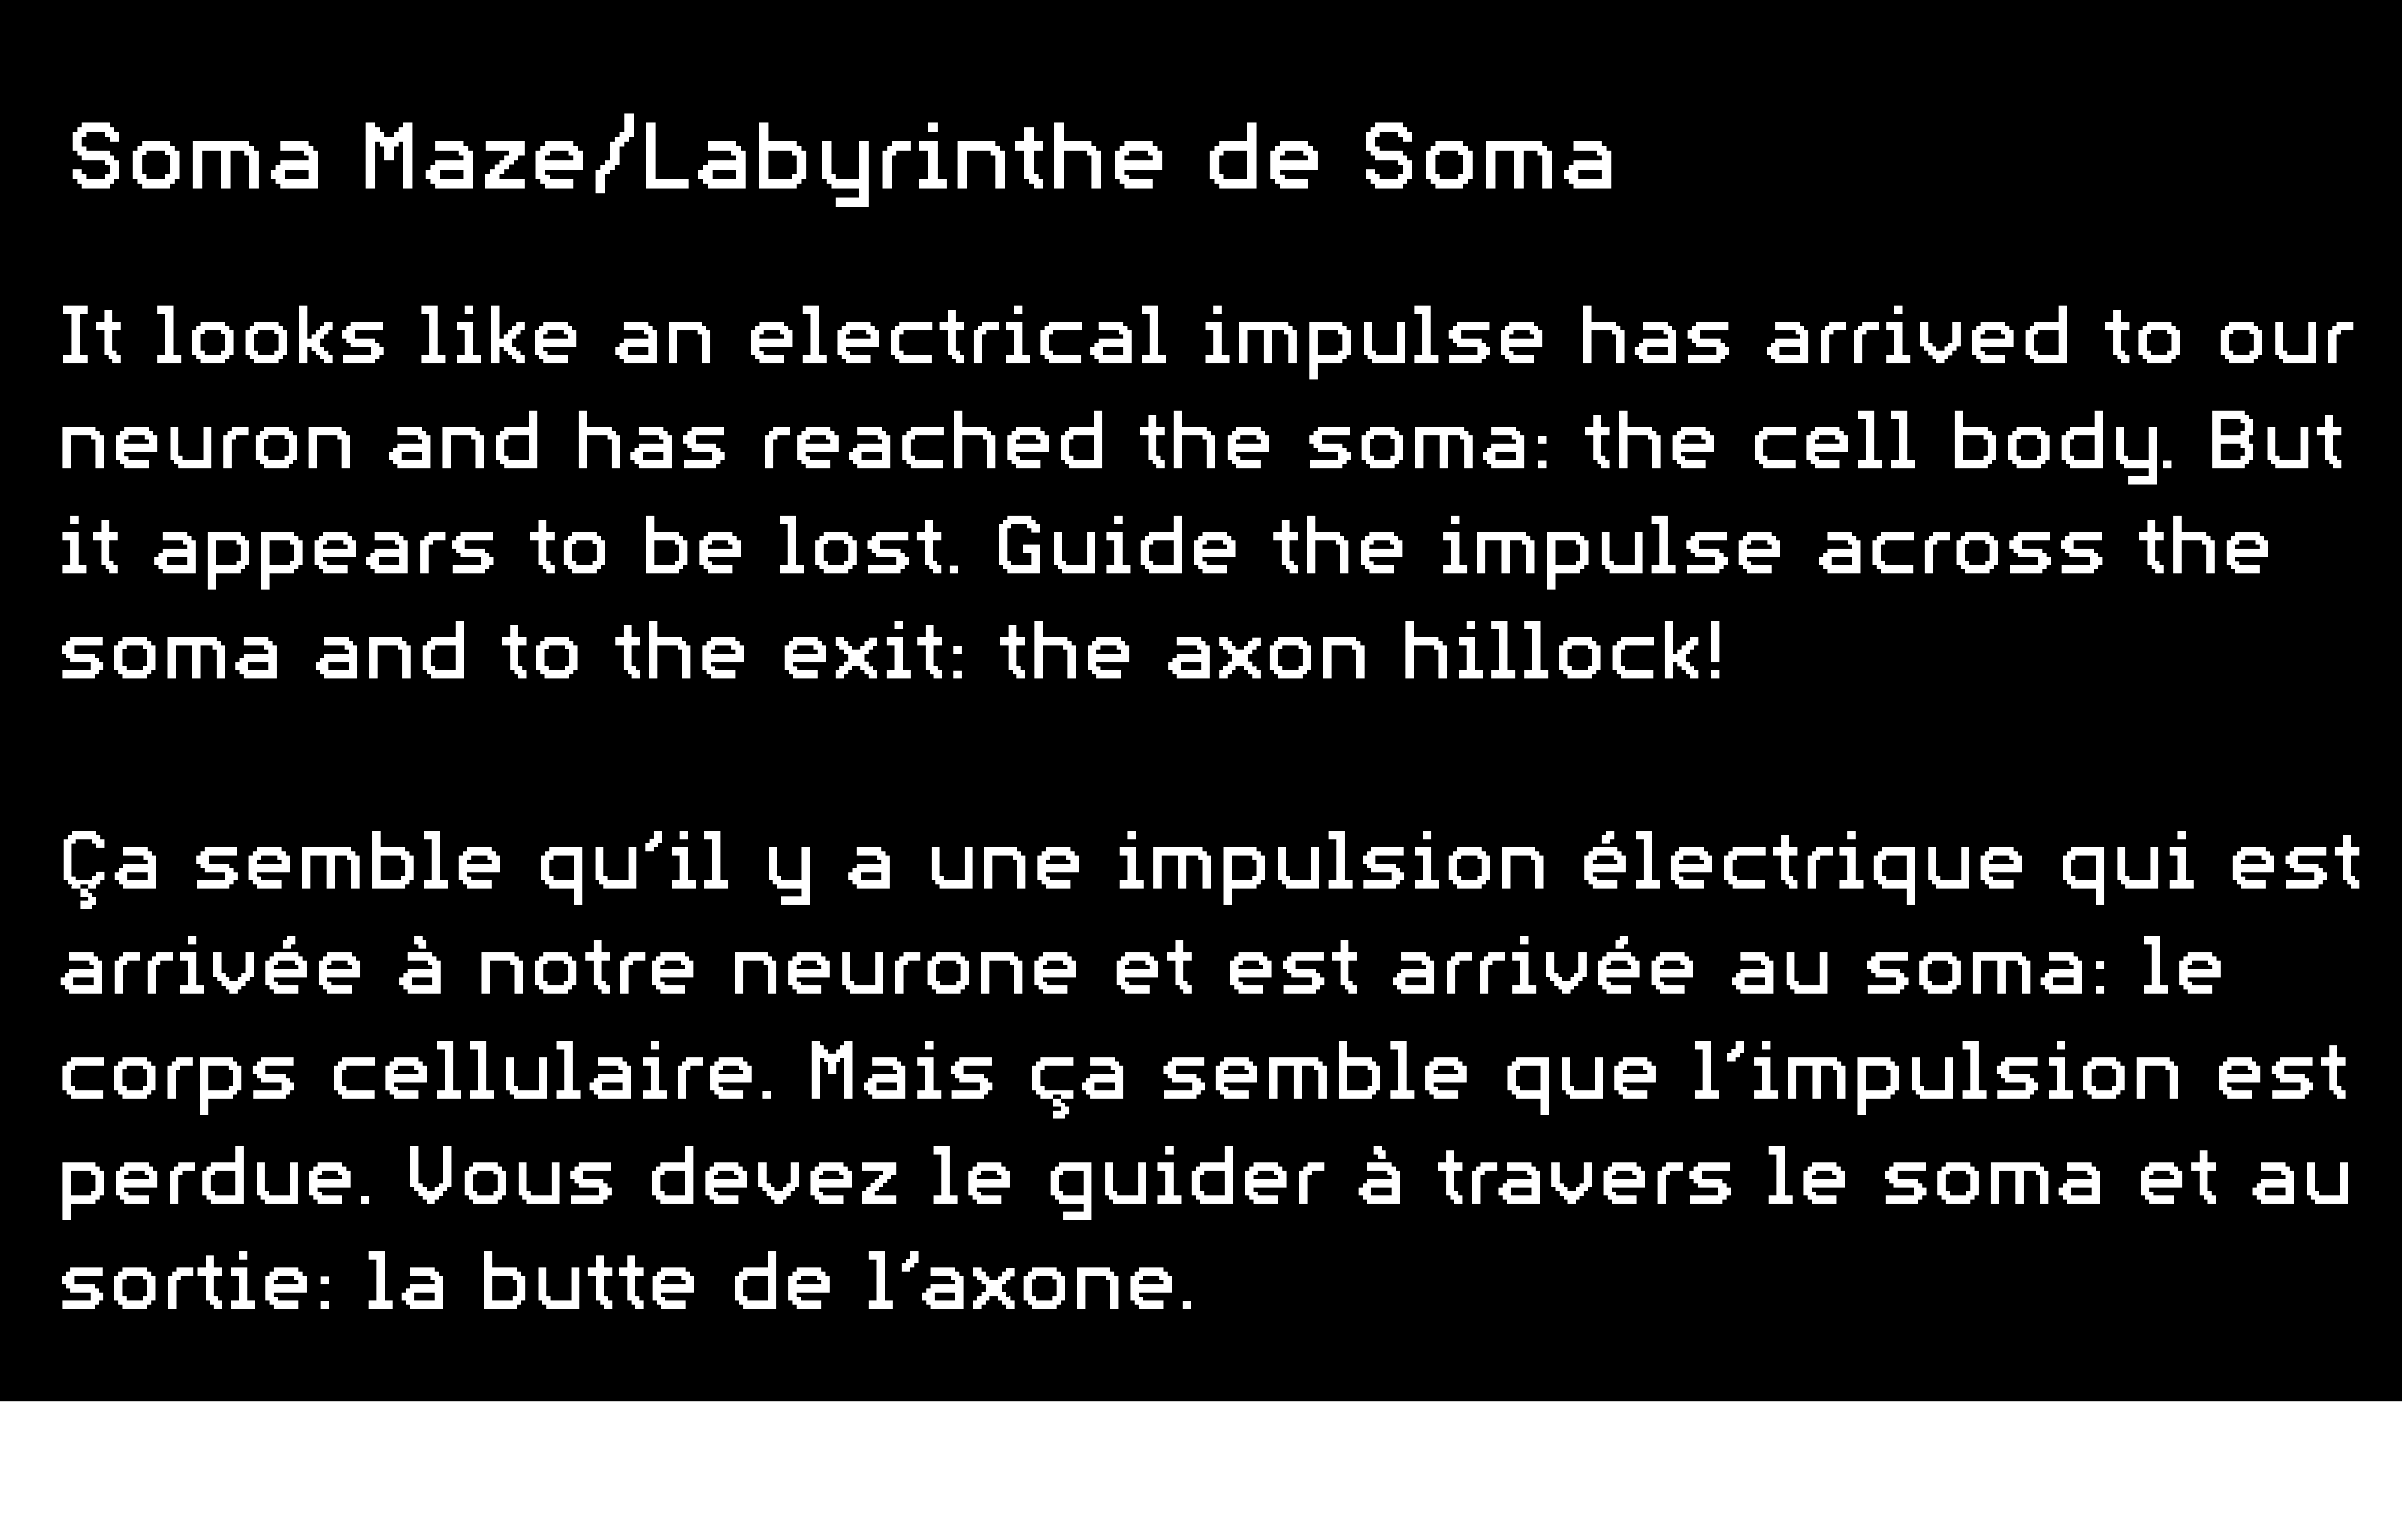 Soma Maze/Labyrinthe de Soma
It looks like an electrical impulse has arrived to our
neuron and has reached the soma: the cell body. But
it appears to be lost. Guide the impulse across the
soma and to the exit: the axon hillock!
Ça semble qu’il y a une impulsion électrique qui est
arrivée à notre neurone et est arrivée au soma: le
corps cellulaire. Mais ça semble que l’impulsion est
perdue. Vous devez le guider à travers le soma et au
sortie: la butte de l’axone.